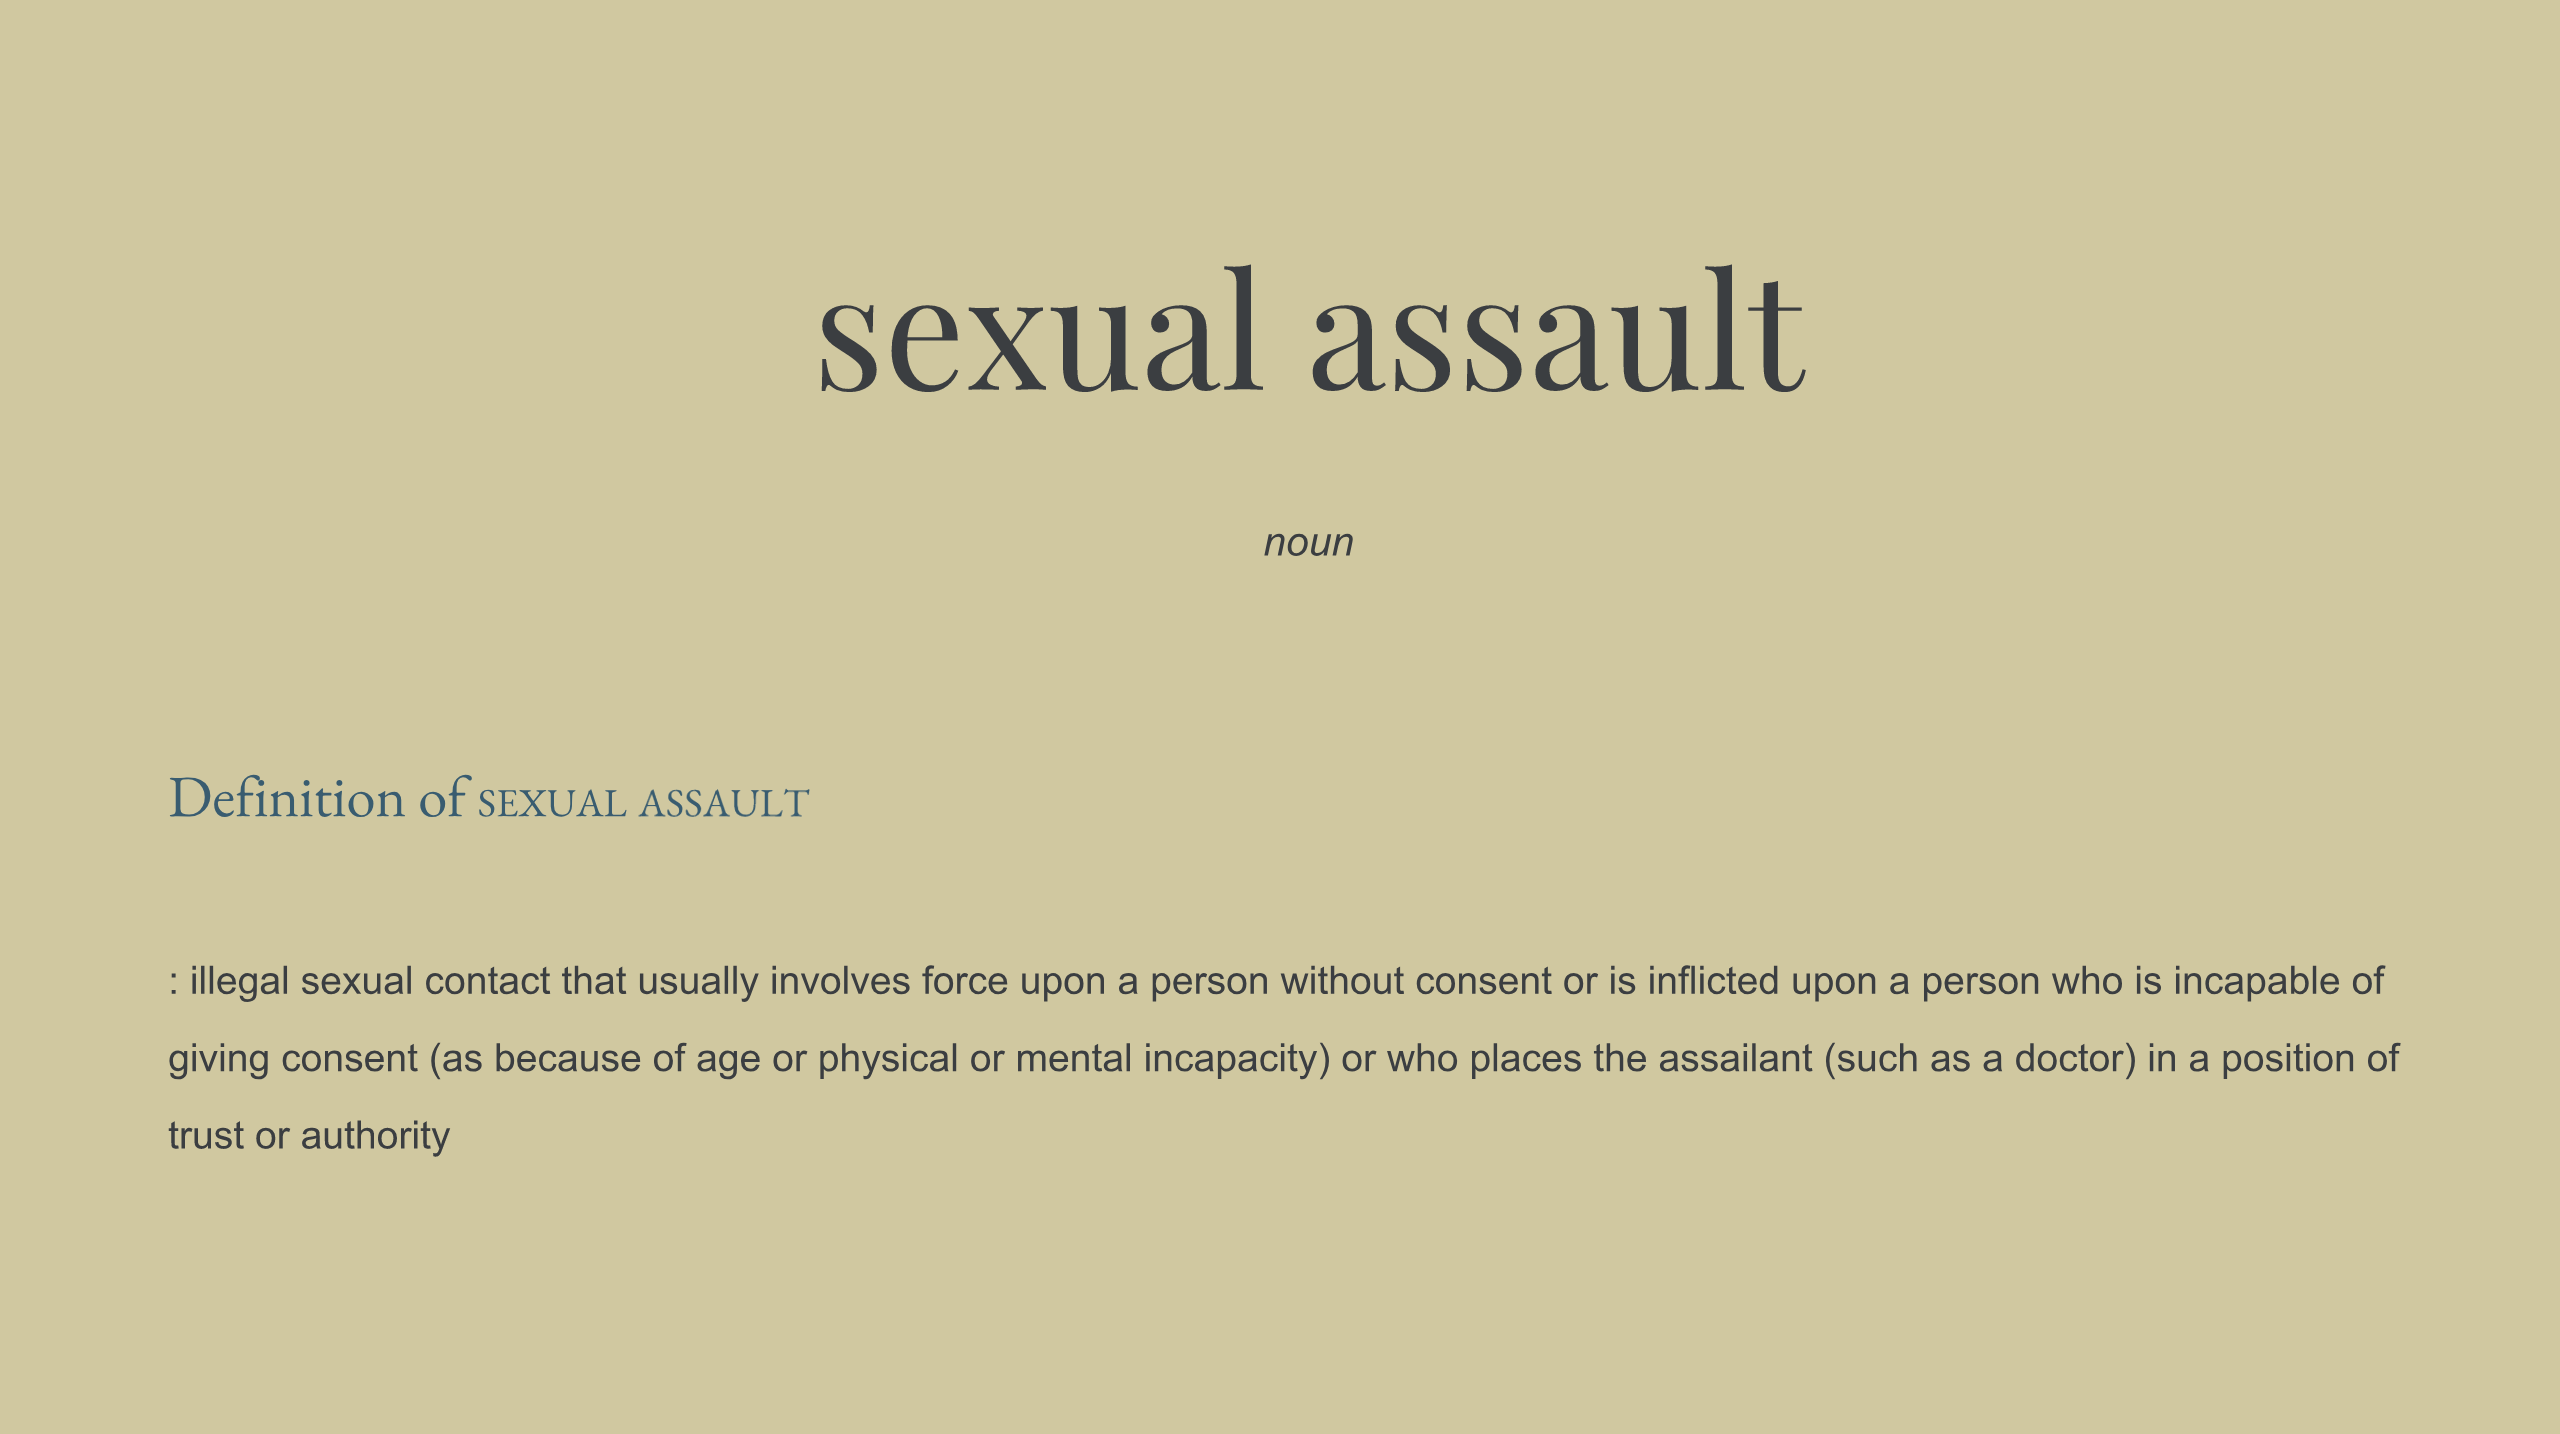 sexual assault
noun
Definition of SEXUAL ASSAULT
: illegal sexual contact that usually involves force upon a person without consent or is inflicted upon a person who is incapable of
giving consent (as because of age or physical or mental incapacity) or who places the assailant (such as a doctor) in a position of
trust or authority